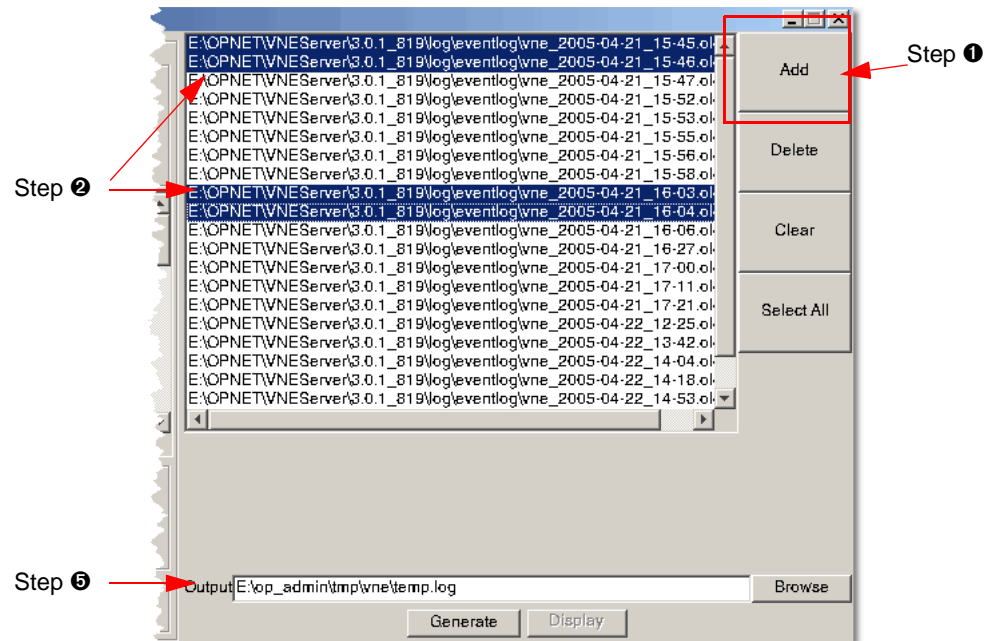 E:\OPNET\VNEServer\3.0.1_819\log\eventlog\vne_2005-04-21_15-45.ol
E:\OPNET\VNEServer\3.0.1_819\log\eventlog\vne_2005-04-21_15-46.ol
E:\OPNET\VNEServer\3.0.1_819\log\eventlog\vne_2005-04-21_15-47.ol
E:\OPNET\VNEServer\3.0.1_819\log\eventlog\vne_2005-04-21_15-52.ol
E:\OPNET\VNEServer\3.0.1_819\log\eventlog\vne_2005-04-21_15-53.ol
E:\OPNET\VNEServer\3.0.1_819\log\eventlog\vne_2005-04-21_15-55.ol
E:\OPNET\VNEServer\3.0.1_819\log\eventlog\vne_2005-04-21_15-56.ol
E:\OPNET\VNEServer\3.0.1_819\log\eventlog\vne_2005-04-21_15-58.ol
E:\OPNET\VNEServer\3.0.1_819\log\eventlog\vne_2005-04-21_16-03.ol
E:\OPNET\VNEServer\3.0.1_819\log\eventlog\vne_2005-04-21_16-04.ol
E:\OPNET\VNEServer\3.0.1_819\log\eventlog\vne_2005-04-21_16-06.ol
E:\OPNET\VNEServer\3.0.1_819\log\eventlog\vne_2005-04-21_16-27.ol
E:\OPNET\VNEServer\3.0.1_819\log\eventlog\vne_2005-04-21_17-00.ol
E:\OPNET\VNEServer\3.0.1_819\log\eventlog\vne_2005-04-21_17-11.ol
E:\OPNET\VNEServer\3.0.1_819\log\eventlog\vne_2005-04-21_17-21.ol
E:\OPNET\VNEServer\3.0.1_819\log\eventlog\vne_2005-04-22_12-25.ol
E:\OPNET\VNEServer\3.0.1_819\log\eventlog\vne_2005-04-22_13-42.ol
E:\OPNET\VNEServer\3.0.1_819\log\eventlog\vne_2005-04-22_14-04.ol
E:\OPNET\VNEServer\3.0.1_819\log\eventlog\vne_2005-04-22_14-18.ol
E:\OPNET\VNEServer\3.0.1_819\log\eventlog\vne_2005-04-22_14-53.ol
Add
Delete
Clear
Select All
Step ❶
Step ❷
Step ❺
Output E:\op_admin\tmp\vne\temp.log Browse
Generate Display